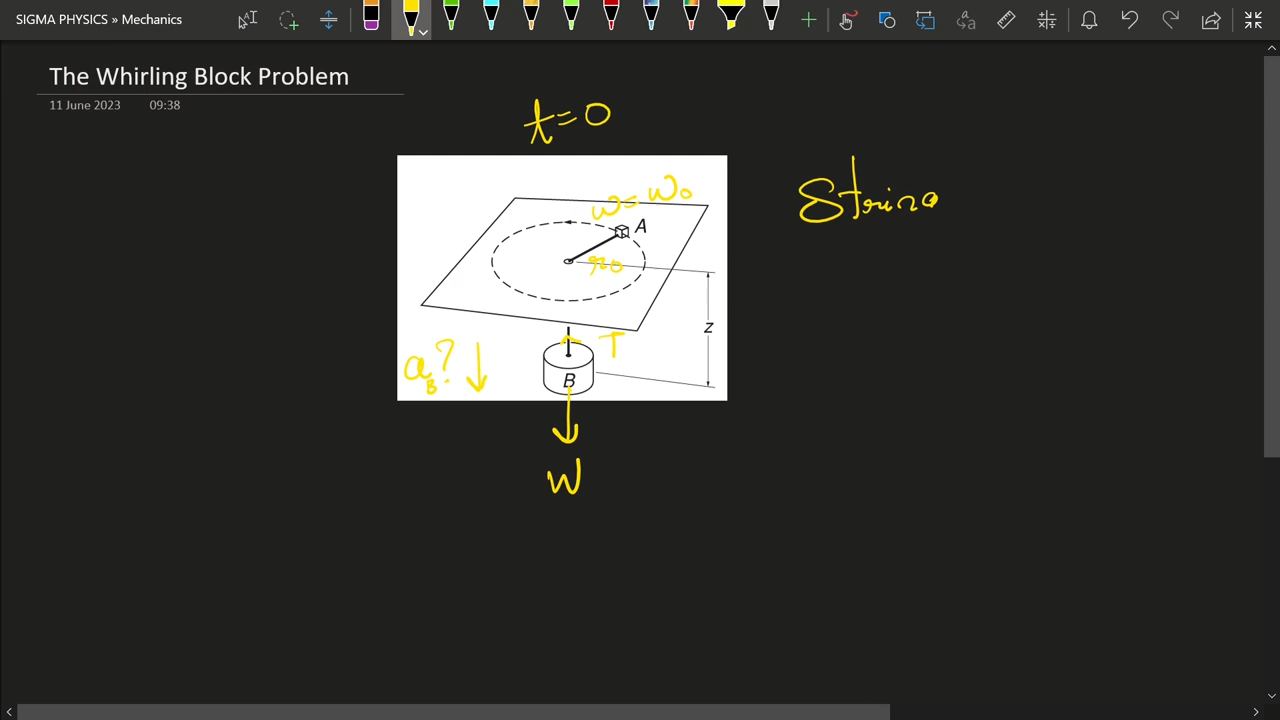 SIGMA PHYSICS » Mechanics
The Whirling Block Problem
11 June 2023 09:38
t=0
ω=ω₀
A
r₀
z
T
a_B?
B
W
String